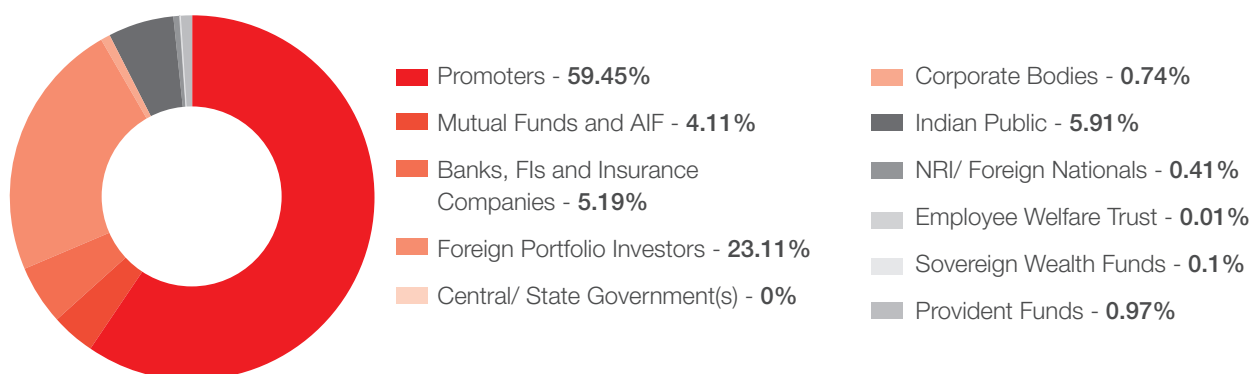 Promoters - 59.45%
Mutual Funds and AIF - 4.11%
Banks, FIs and Insurance
Companies - 5.19%
Foreign Portfolio Investors - 23.11%
Central/ State Government(s) - 0%
Corporate Bodies - 0.74%
Indian Public - 5.91%
NRI/ Foreign Nationals - 0.41%
Employee Welfare Trust - 0.01%
Sovereign Wealth Funds - 0.1%
Provident Funds - 0.97%